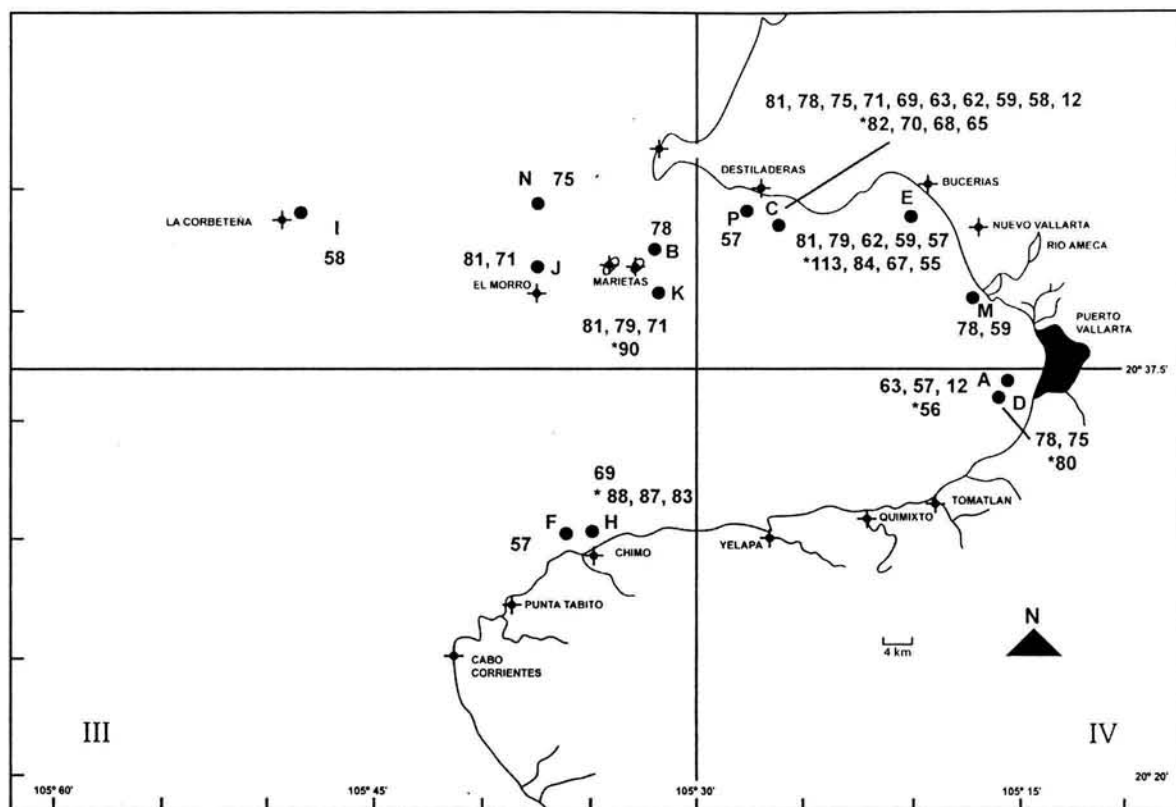 81, 78, 75, 71, 69, 63, 62, 59, 58, 12
*82, 70, 68, 65
DESTILADERAS
BUCERIAS
N
75
LA CORBETEÑA
I
58
78
B
P
57
C
E
NUEVO VALLARTA
RIO AMECA
81, 71
J
EL MORRO
MARIETAS
K
81, 79, 62, 59, 57
*113, 84, 67, 55
81, 79, 71
*90
M
78, 59
PUERTO
VALLARTA
20° 37.5'
63, 57, 12
*56
A
D
78, 75
*80
69
* 88, 87, 83
F
H
57
CHIMO
TOMATLAN
QUIMIXTO
YELAPA
PUNTA TABITO
CABO
CORRIENTES
4 km
N
III
IV
105° 60'
105° 45'
105° 30'
105° 15'
20° 20'